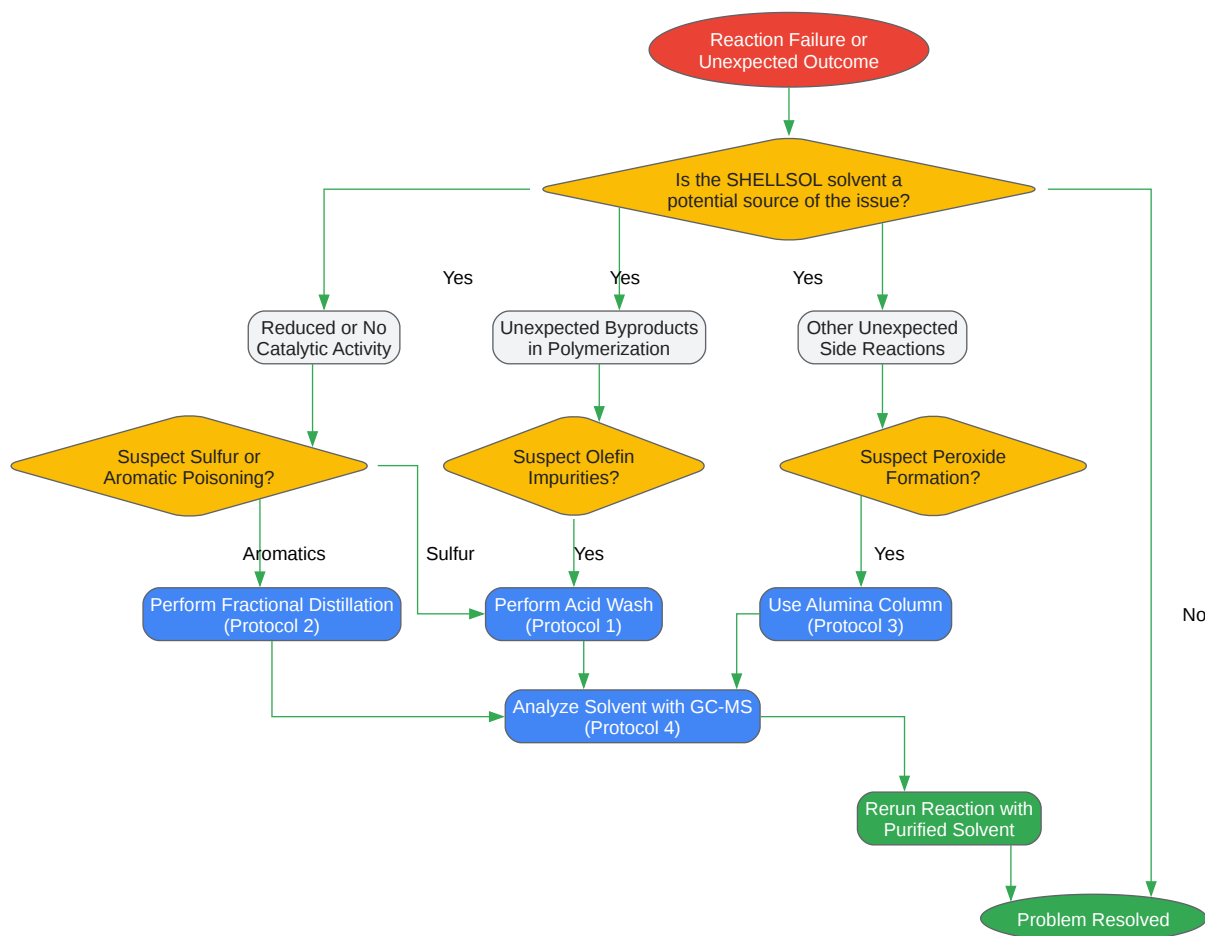 Reaction Failure or
Unexpected Outcome
Is the SHELLSOL solvent a
potential source of the issue?
Yes
Yes
Yes
Reduced or No
Catalytic Activity
Unexpected Byproducts
in Polymerization
Other Unexpected
Side Reactions
Suspect Sulfur or
Aromatic Poisoning?
Suspect Olefin
Impurities?
Suspect Peroxide
Formation?
Aromatics
Sulfur
Yes
Yes
Perform Fractional Distillation
(Protocol 2)
Perform Acid Wash
(Protocol 1)
Use Alumina Column
(Protocol 3)
No
Analyze Solvent with GC-MS
(Protocol 4)
Rerun Reaction with
Purified Solvent
Problem Resolved